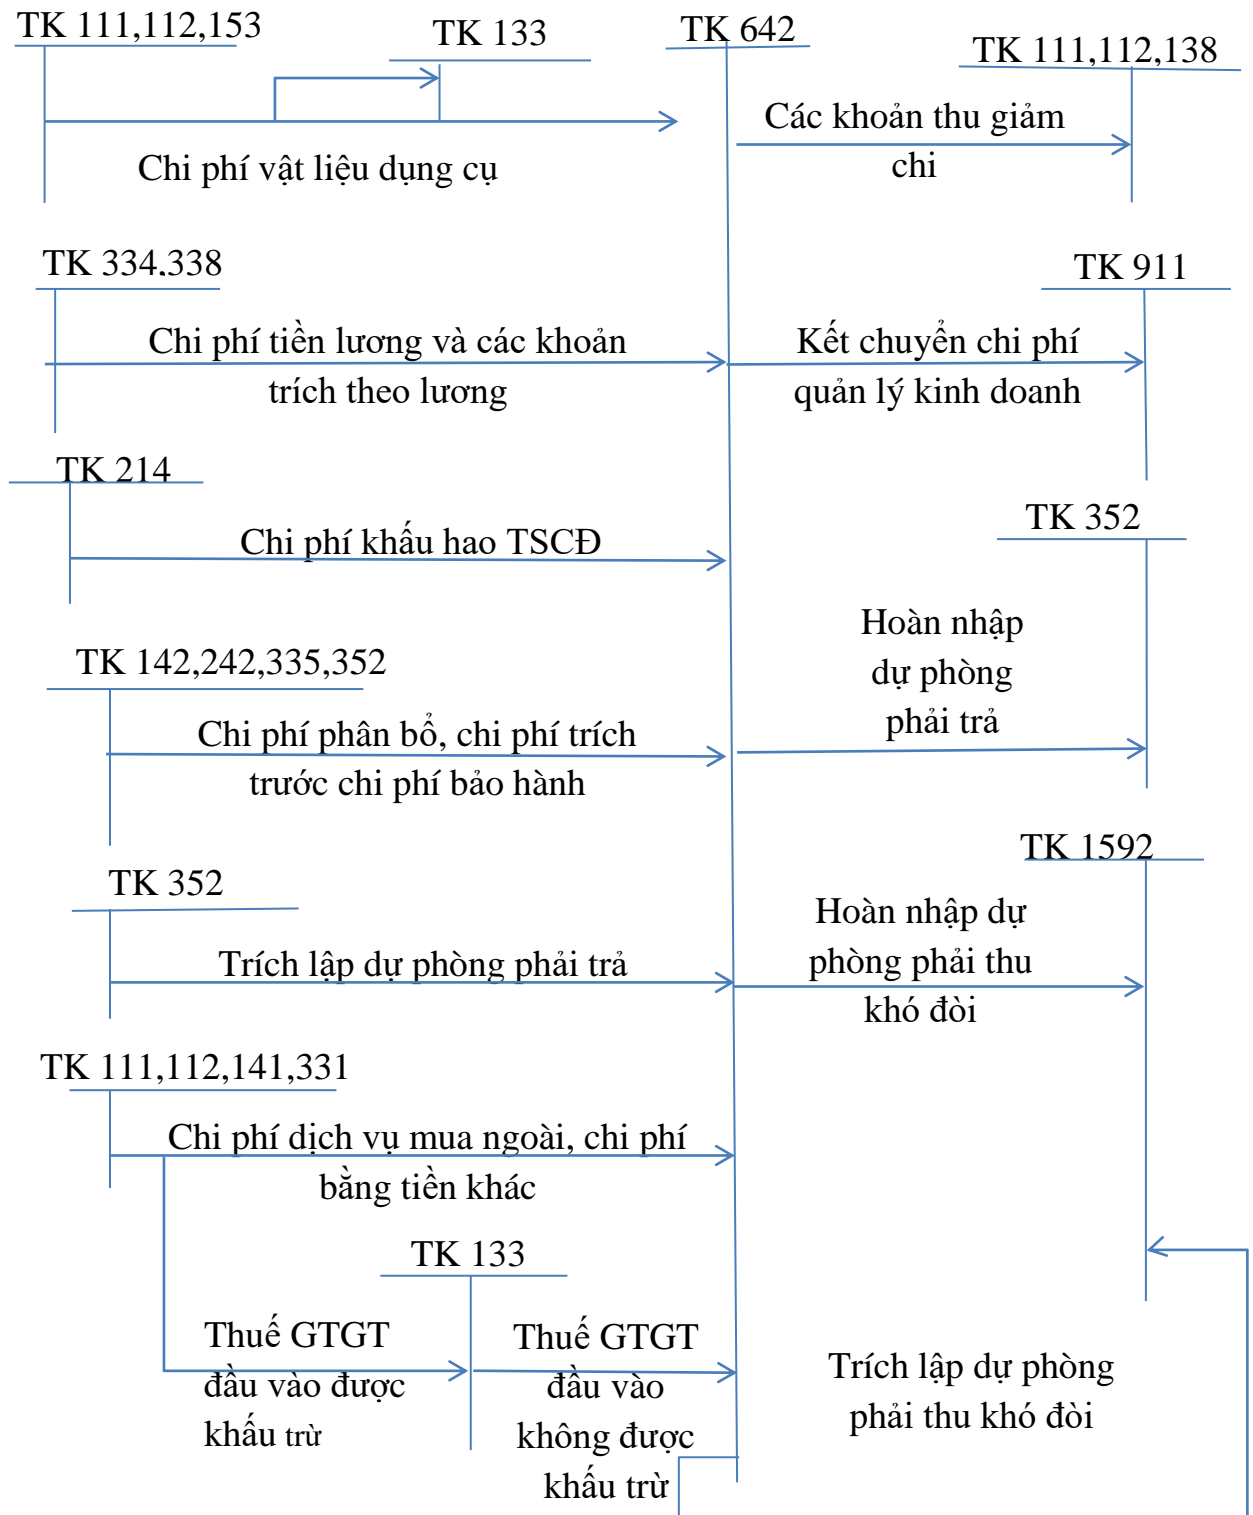 TK 111,112,153
TK 133
TK 642
TK 111,112,138
Các khoản thu giảm
chi
Chi phí vật liệu dụng cụ
TK 334,338
TK 911
Chi phí tiền lương và các khoản
trích theo lương
Kết chuyển chi phí
quản lý kinh doanh
TK 214
Chi phí khấu hao TSCĐ
TK 352
Hoàn nhập
dự phòng
phải trả
TK 142,242,335,352
Chi phí phân bổ, chi phí trích
trước chi phí bảo hành
TK 1592
TK 352
Trích lập dự phòng phải trả
Hoàn nhập dự
phòng phải thu
khó đòi
TK 111,112,141,331
Chi phí dịch vụ mua ngoài, chi phí
bằng tiền khác
TK 133
Thuế GTGT
đầu vào được
khấu trừ
Thuế GTGT
đầu vào
không được
khấu trừ
Trích lập dự phòng
phải thu khó đòi